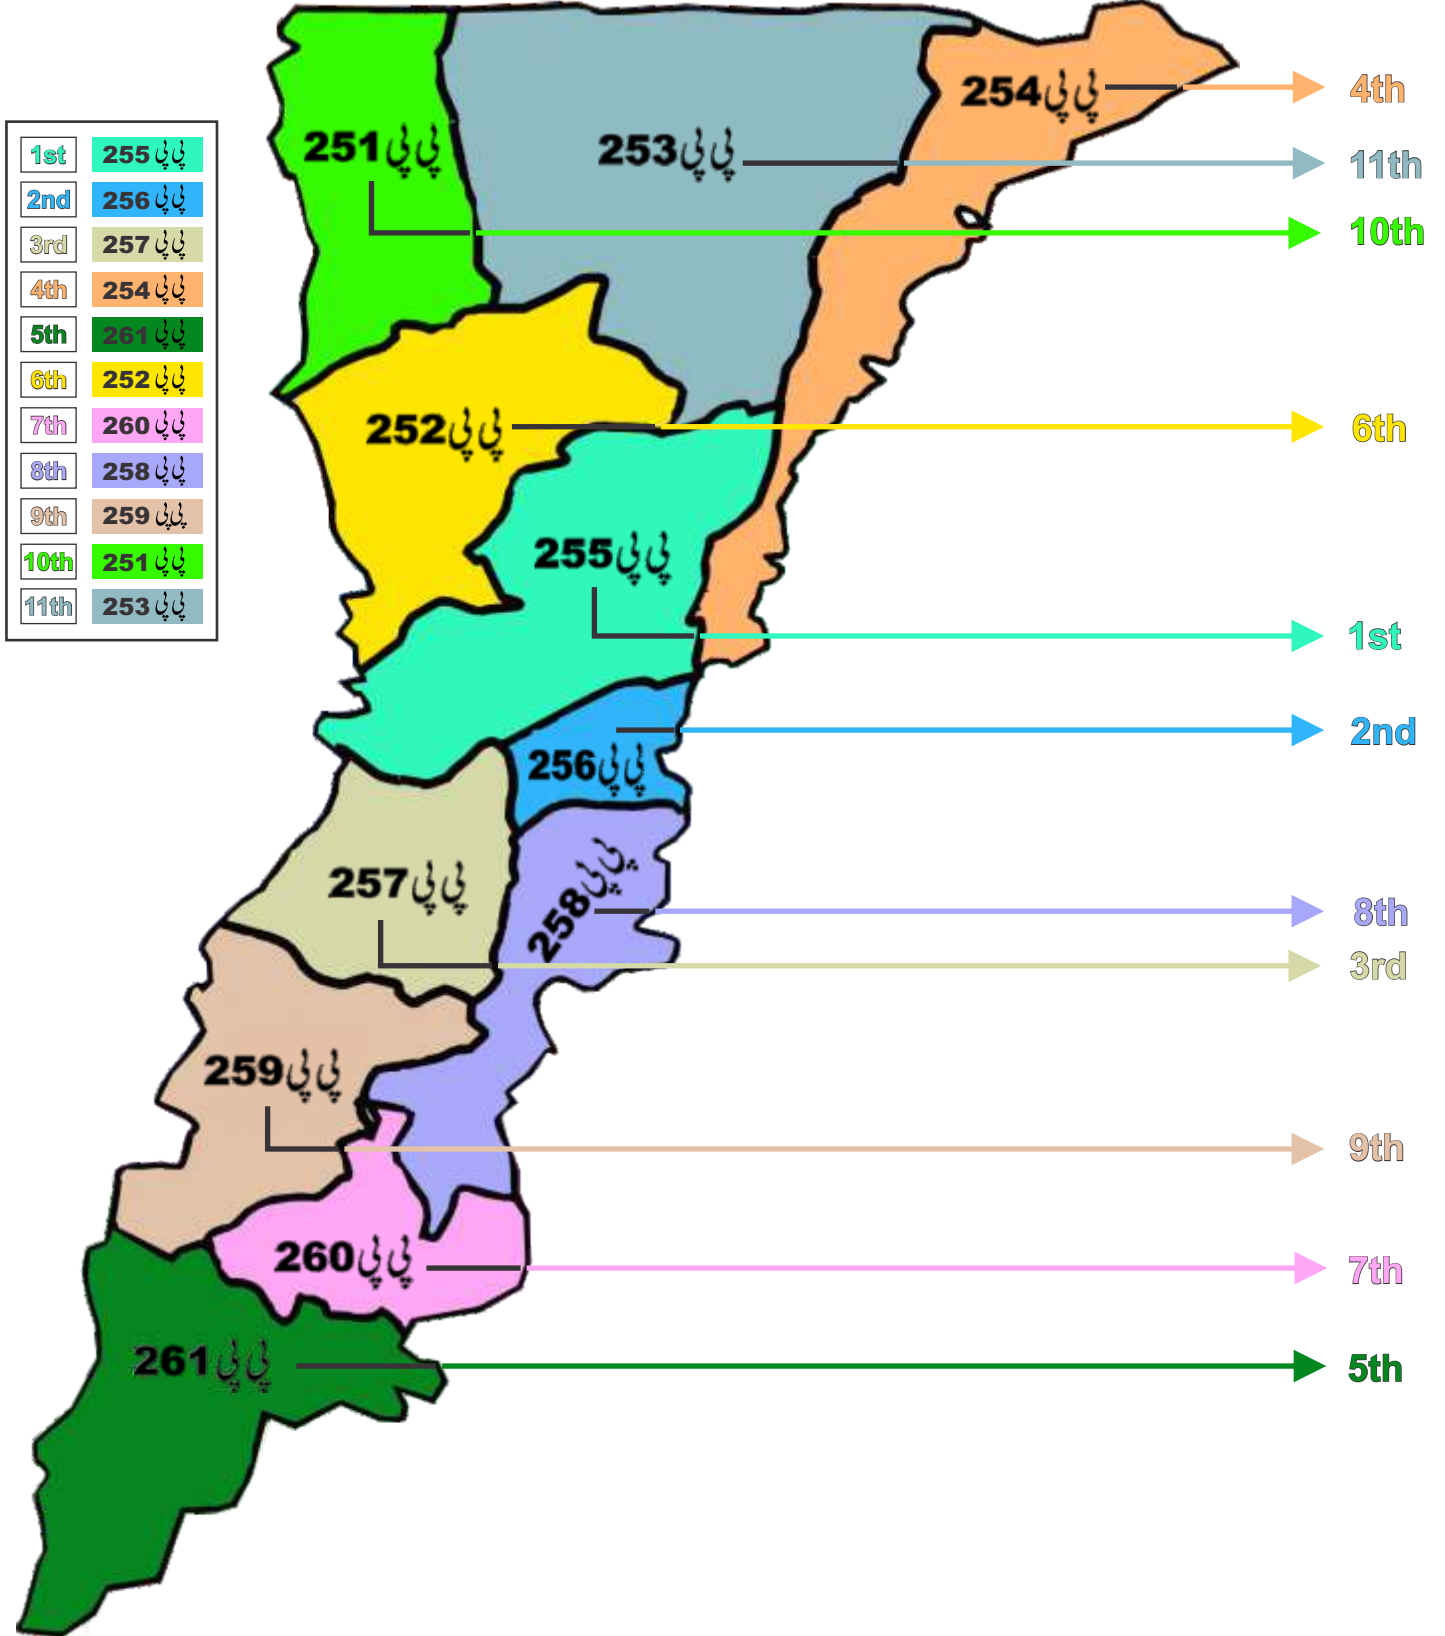 1st پی پی 255
2nd پی پی 256
3rd پی پی 257
4th پی پی 254
5th پی پی 261
6th پی پی 252
7th پی پی 260
8th پی پی 258
9th پی پی 259
10th پی پی 251
11th پی پی 253
پی پی 254
4th
پی پی 251
پی پی 253
11th
10th
پی پی 252
6th
پی پی 255
1st
2nd
پی پی 256
پی پی 257
پی پی 258
8th
3rd
پی پی 259
9th
پی پی 260
7th
پی پی 261
5th